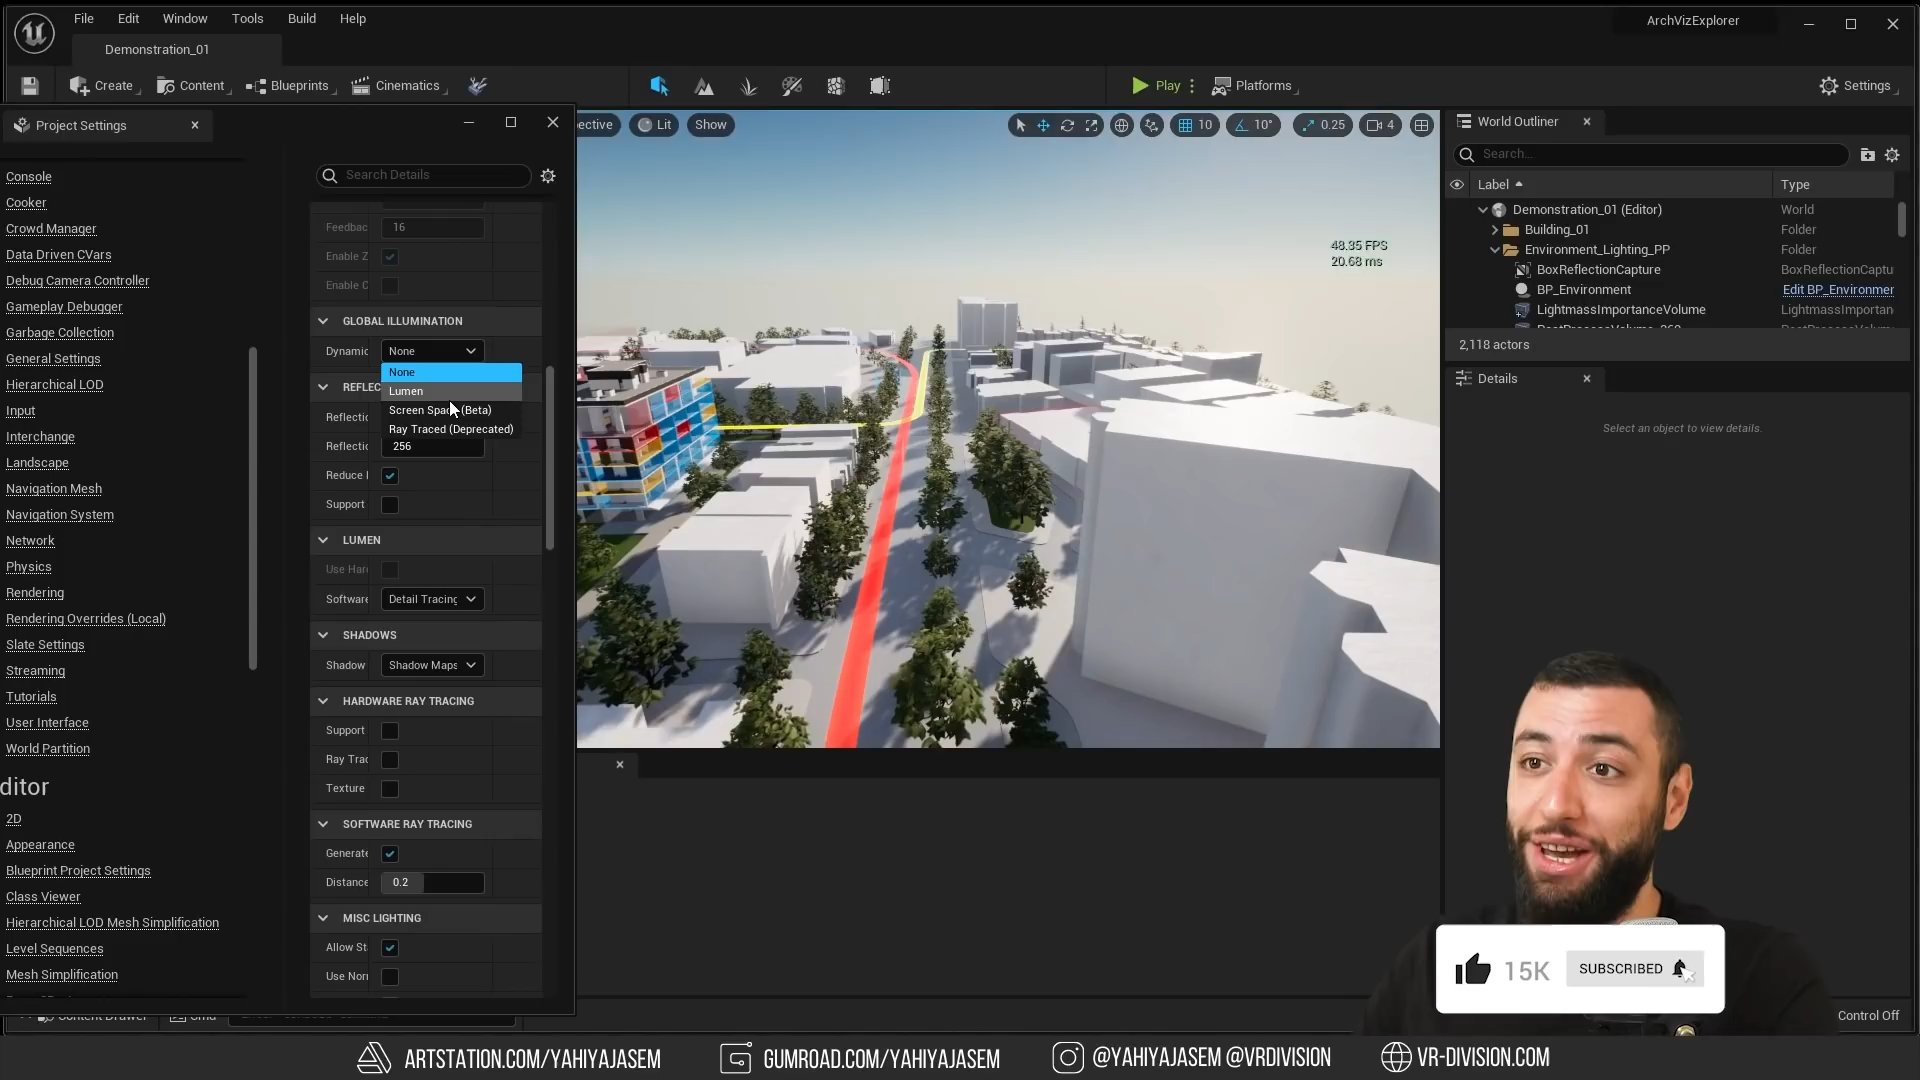 File Edit Window Tools Build Help
ArchVizExplorer
Demonstration_01
Create Content Blueprints Cinematics Play Platforms Settings
Project Settings
Search Details
Console
Cooker
Crowd Manager
Data Driven CVars
Debug Camera Controller
Gameplay Debugger
Garbage Collection
General Settings
Hierarchical LOD
Input
Interchange
Landscape
Navigation Mesh
Navigation System
Network
Physics
Rendering
Rendering Overrides (Local)
Slate Settings
Streaming
Tutorials
User Interface
World Partition
ditor
2D
Appearance
Blueprint Project Settings
Class Viewer
Hierarchical LOD Mesh Simplification
Level Sequences
Mesh Simplification
Feedbac 16
Enable Z
Enable C
GLOBAL ILLUMINATION
Dynamic None
None
Lumen
Screen Space (Beta)
Ray Traced (Deprecated)
REFLEC
Reflectic
Reflectic 256
Reduce I
Support
LUMEN
Use Har
Software Detail Tracing
SHADOWS
Shadow Shadow Maps
HARDWARE RAY TRACING
Support
Ray Trac
Texture
SOFTWARE RAY TRACING
Generate
Distance 0.2
MISC LIGHTING
Allow St
Use Nor
ective Lit Show
10 10° 0.25 4
48.35 FPS
20.68 ms
World Outliner
Search...
Label Type
Demonstration_01 (Editor) World
Building_01 Folder
Environment_Lighting_PP Folder
BoxReflectionCapture BoxReflectionCaptu
BP_Environment Edit BP_Environmer
LightmassImportanceVolume LightmassImportan
2,118 actors
Details
Select an object to view details.
15K SUBSCRIBED
Content Drawer Cmd
Control Off
ARTSTATION.COM/YAHIYAJASEM GUMROAD.COM/YAHIYAJASEM @YAHIYAJASEM @VRDIVISION VR-DIVISION.COM